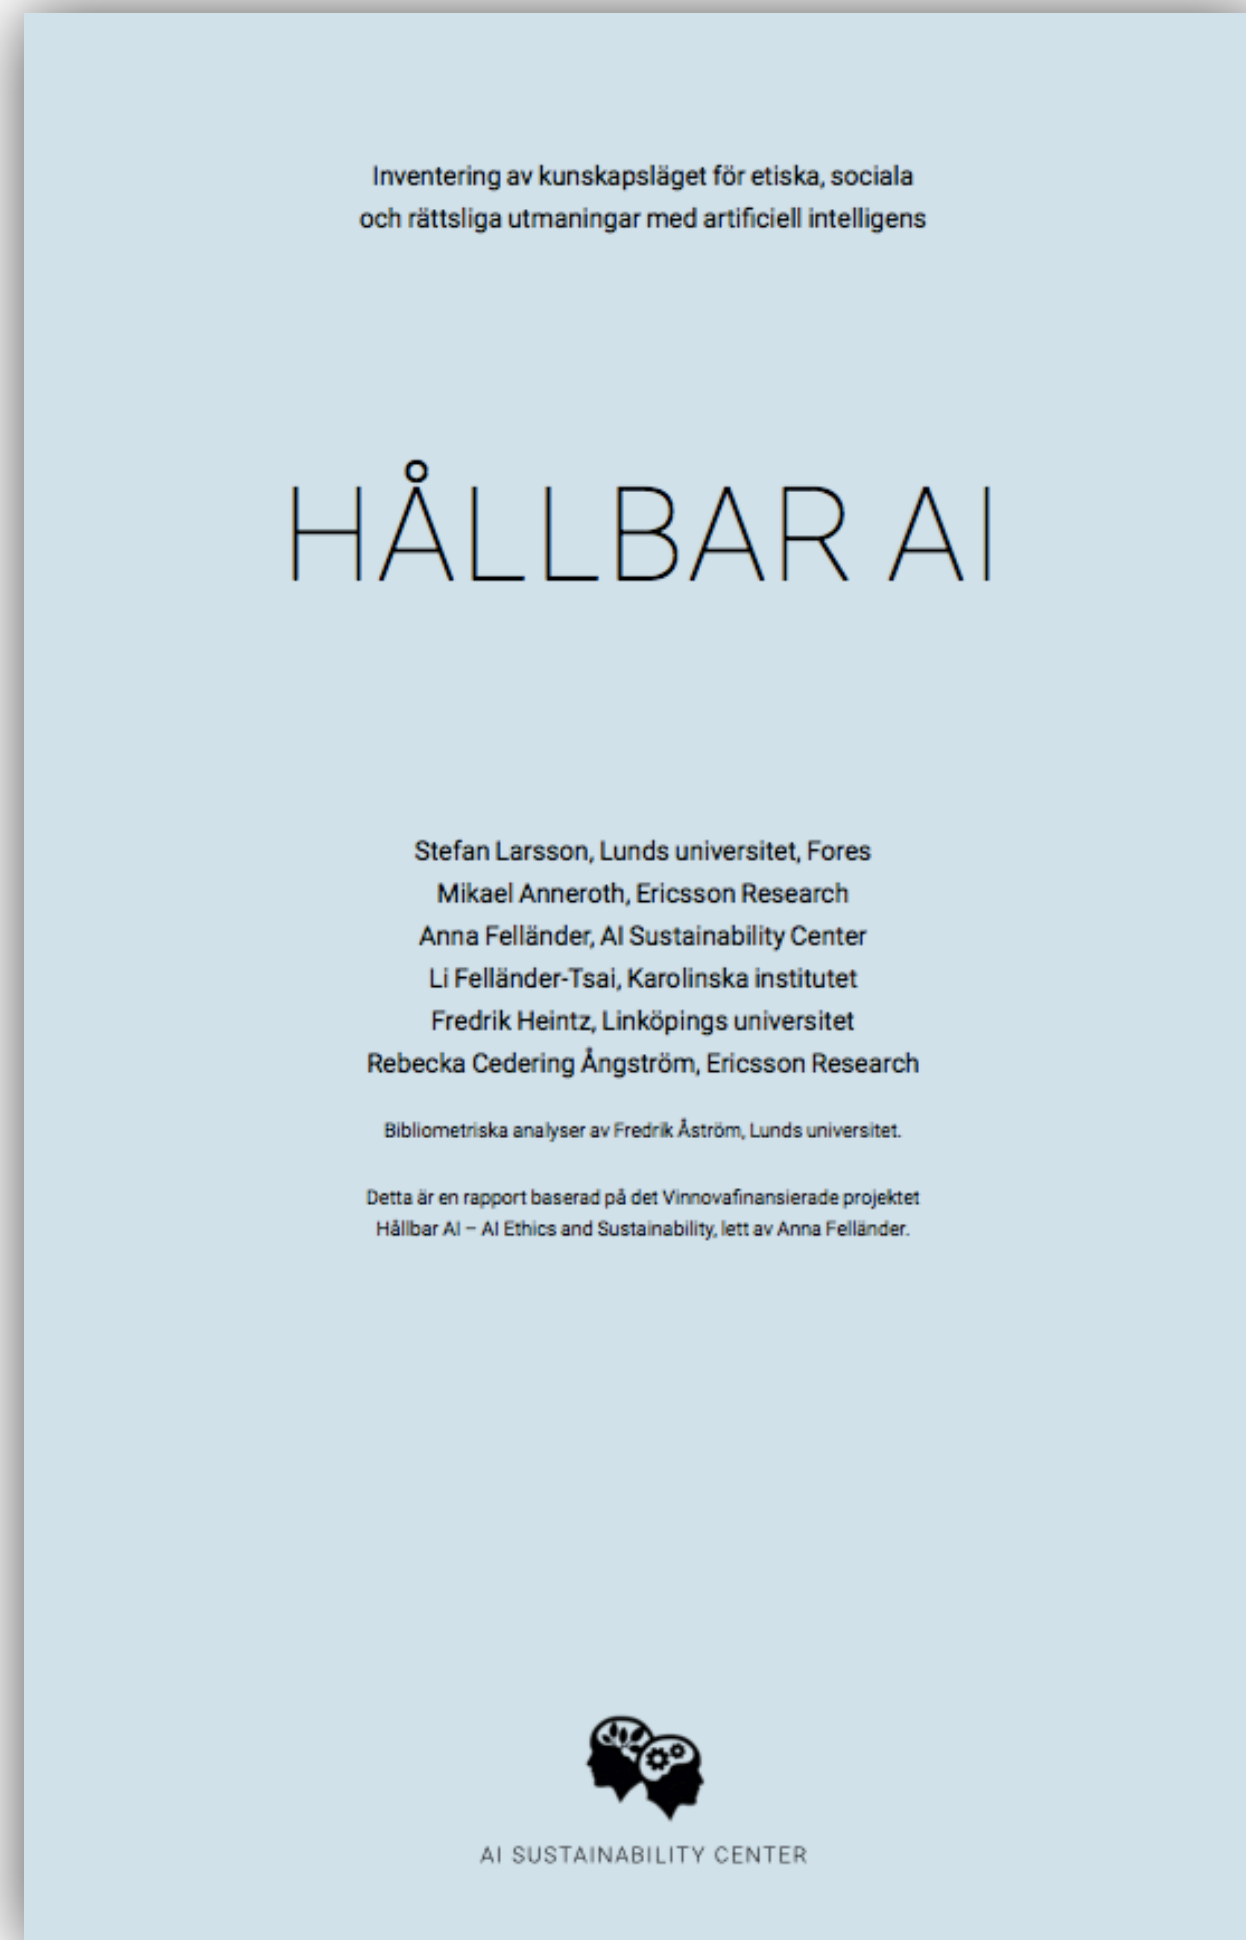 Inventering av kunskapsläget för etiska, sociala
och rättsliga utmaningar med artificiell intelligens
HÅLLBAR AI
Stefan Larsson, Lunds universitet, Fores
Mikael Anneroth, Ericsson Research
Anna Felländer, AI Sustainability Center
Li Felländer-Tsai, Karolinska institutet
Fredrik Heintz, Linköpings universitet
Rebecka Cedering Ångström, Ericsson Research
Bibliometriska analyser av Fredrik Åström, Lunds universitet.
Detta är en rapport baserad på det Vinnovafinansierade projektet
Hållbar AI – AI Ethics and Sustainability, lett av Anna Felländer.
AI SUSTAINABILITY CENTER